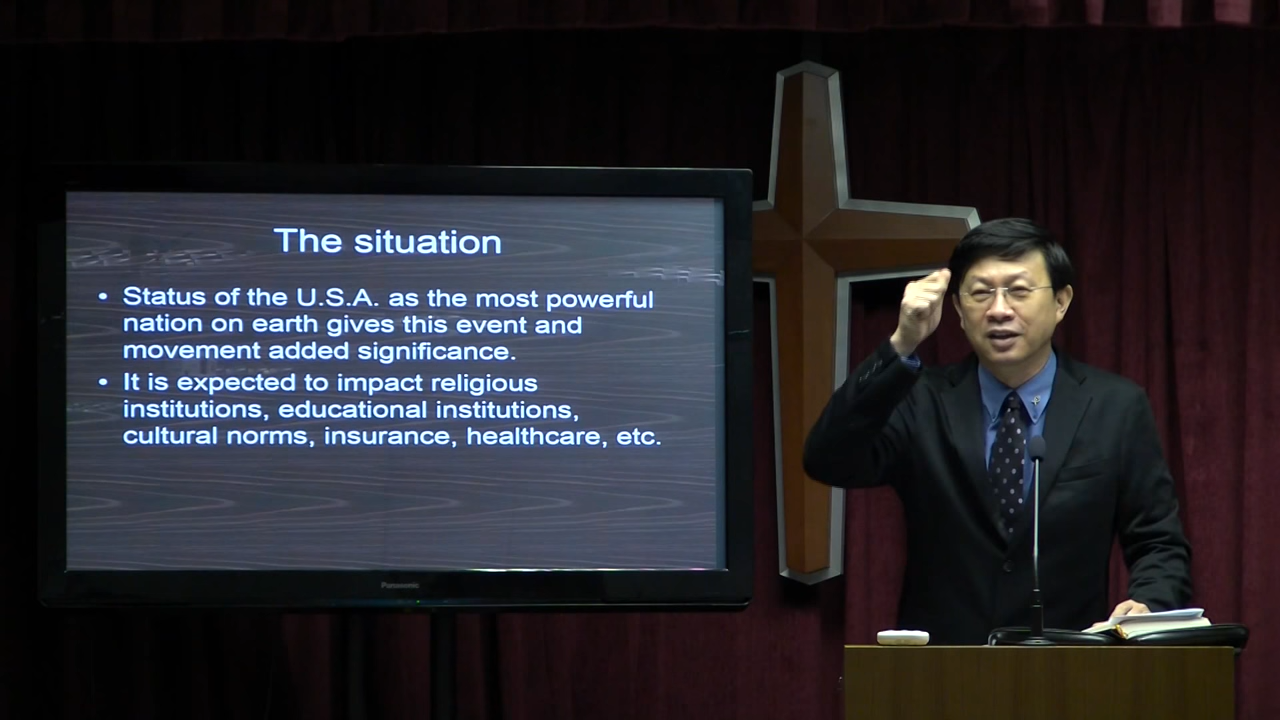 The situation
• Status of the U.S.A. as the most powerful
nation on earth gives this event and
movement added significance.
• It is expected to impact religious
institutions, educational institutions,
cultural norms, insurance, healthcare, etc.
Panasonic